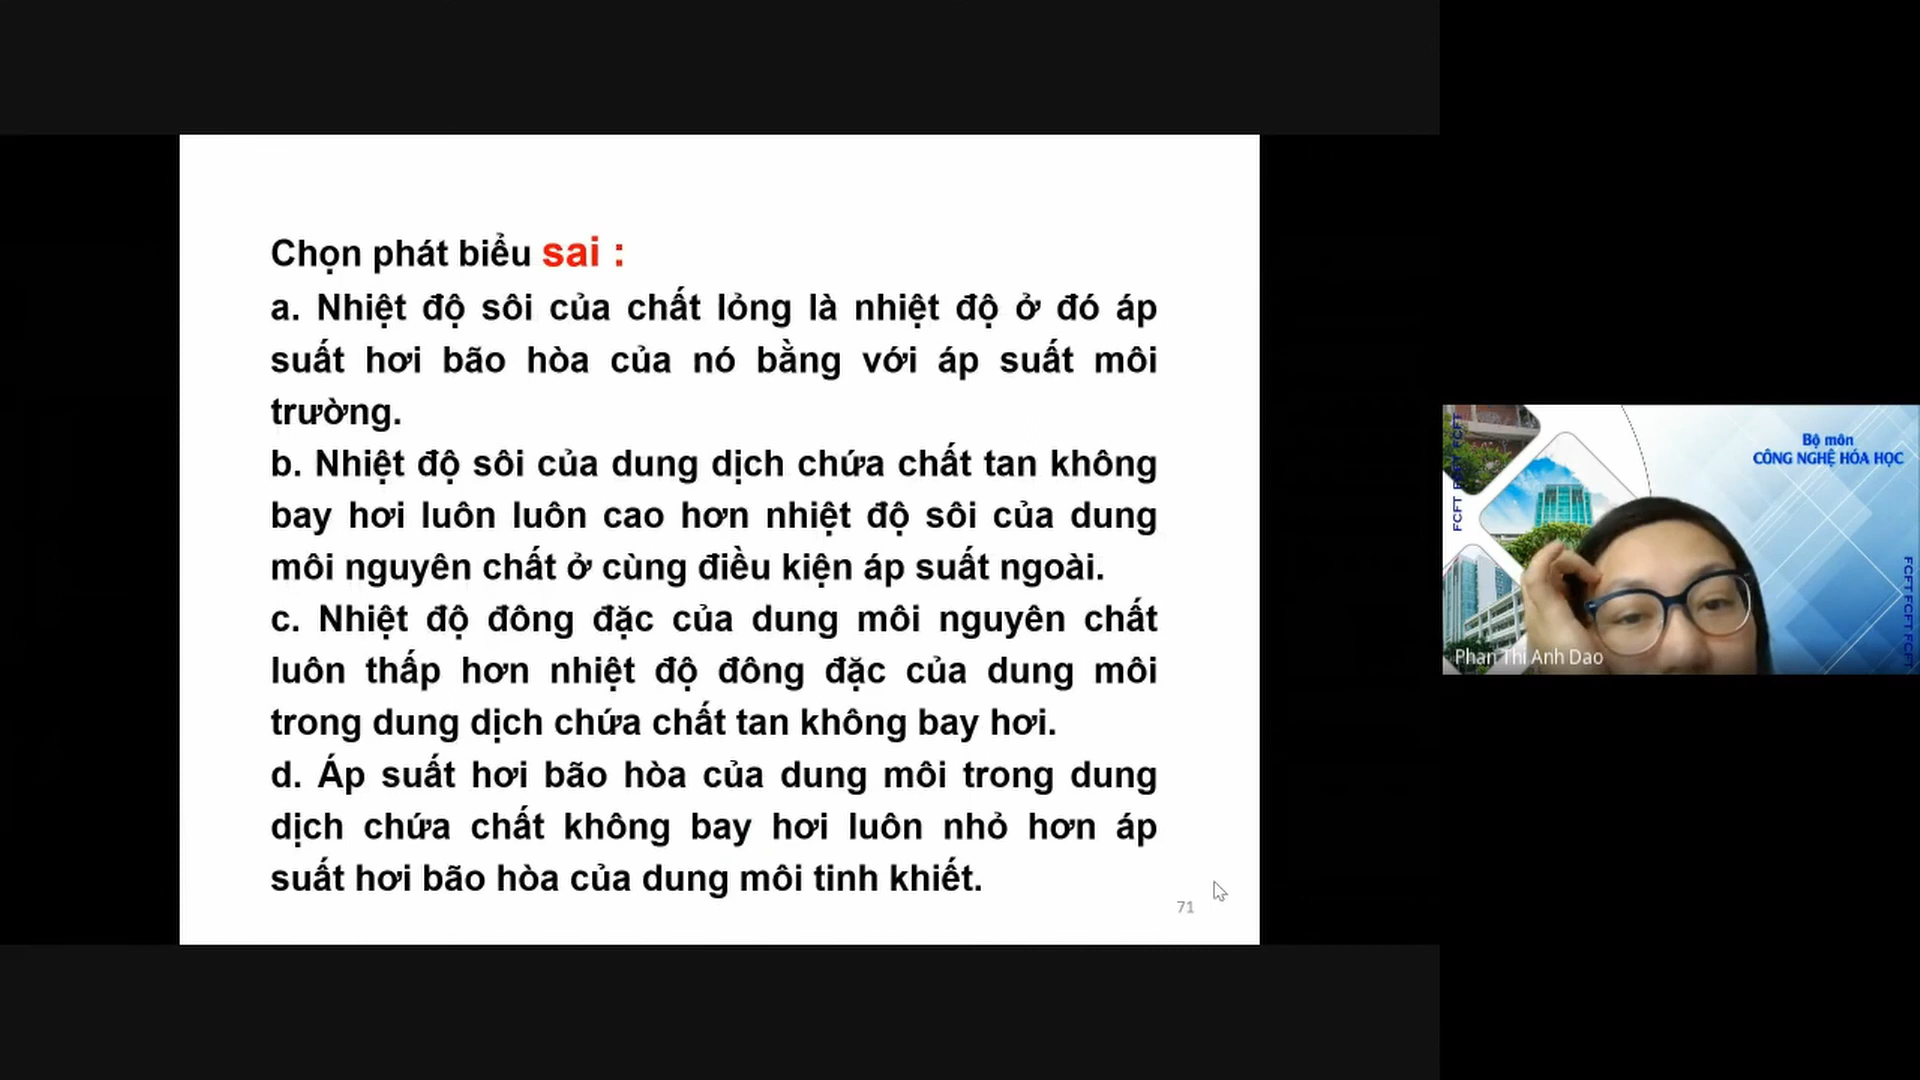 Chọn phát biểu sai :
a. Nhiệt độ sôi của chất lỏng là nhiệt độ ở đó áp
suất hơi bão hòa của nó bằng với áp suất môi
trường.
b. Nhiệt độ sôi của dung dịch chứa chất tan không
bay hơi luôn luôn cao hơn nhiệt độ sôi của dung
môi nguyên chất ở cùng điều kiện áp suất ngoài.
c. Nhiệt độ đông đặc của dung môi nguyên chất
luôn thấp hơn nhiệt độ đông đặc của dung môi
trong dung dịch chứa chất tan không bay hơi.
d. Áp suất hơi bão hòa của dung môi trong dung
dịch chứa chất không bay hơi luôn nhỏ hơn áp
suất hơi bão hòa của dung môi tinh khiết.
71
Bộ môn
CÔNG NGHỆ HÓA HỌC
FCFT FCFT FCFT
FCFT FCFT FCFT
Phan Thi Anh Dao